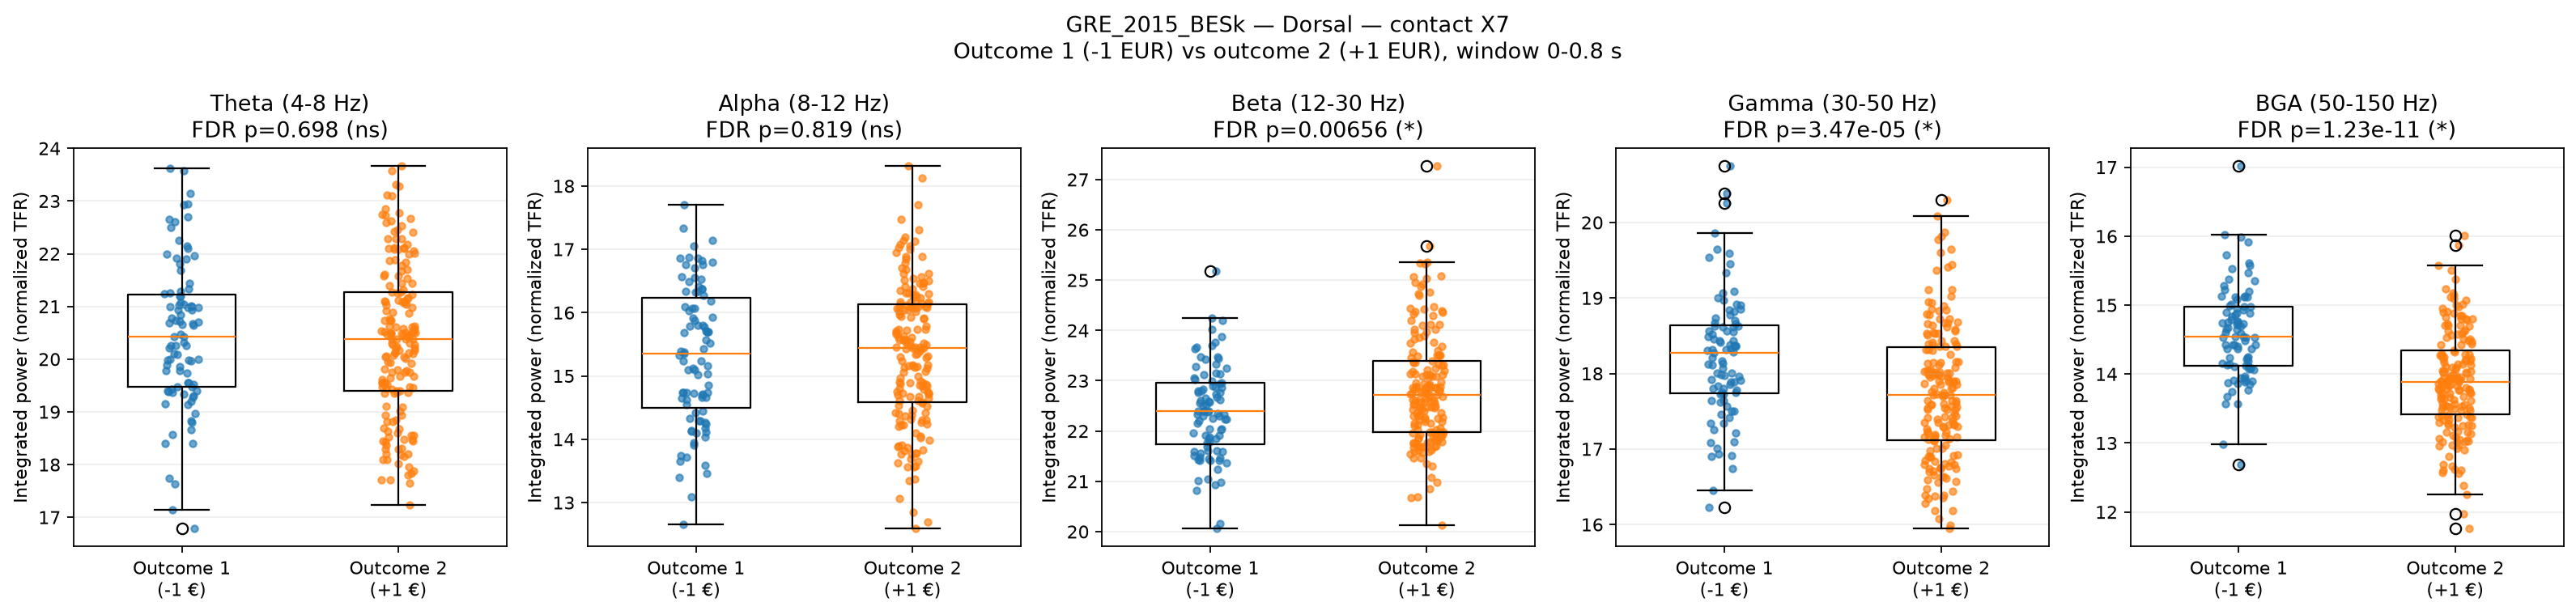 GRE_2015_BESk — Dorsal — contact X7
Outcome 1 (-1 EUR) vs outcome 2 (+1 EUR), window 0-0.8 s
Theta (4-8 Hz)
FDR p=0.698 (ns)
Integrated power (normalized TFR)
24
23
22
21
20
19
18
17
Outcome 1
(-1 €)
Outcome 2
(+1 €)
Alpha (8-12 Hz)
FDR p=0.819 (ns)
Integrated power (normalized TFR)
18
17
16
15
14
13
Outcome 1
(-1 €)
Outcome 2
(+1 €)
Beta (12-30 Hz)
FDR p=0.00656 (*)
Integrated power (normalized TFR)
27
26
25
24
23
22
21
20
Outcome 1
(-1 €)
Outcome 2
(+1 €)
Gamma (30-50 Hz)
FDR p=3.47e-05 (*)
Integrated power (normalized TFR)
20
19
18
17
16
Outcome 1
(-1 €)
Outcome 2
(+1 €)
BGA (50-150 Hz)
FDR p=1.23e-11 (*)
Integrated power (normalized TFR)
17
16
15
14
13
12
Outcome 1
(-1 €)
Outcome 2
(+1 €)